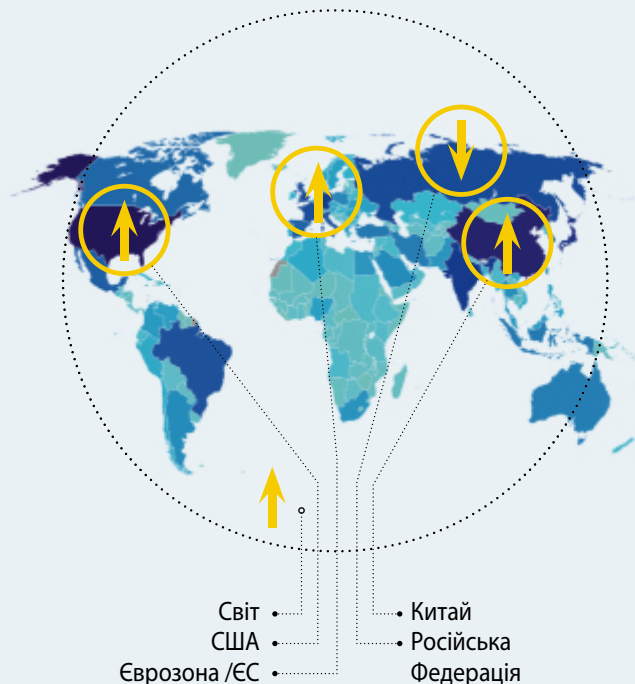 Світ
США
Єврозона /ЄС
Китай
Російська
Федерація